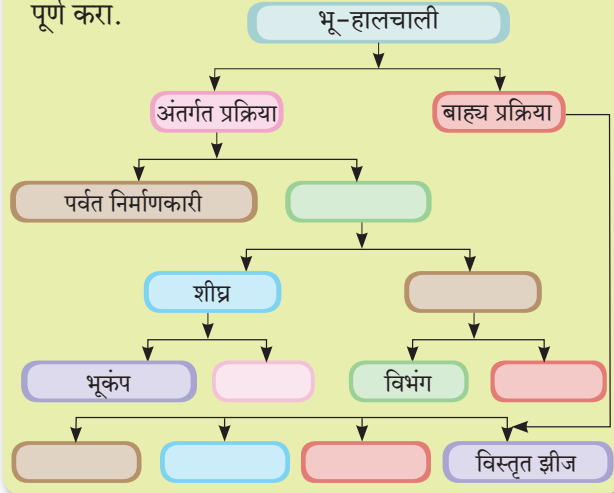 पूर्ण करा.
भू-हालचाली
अंतर्गत प्रक्रिया
बाह्य प्रक्रिया
पर्वत निर्माणकारी
शीघ्र
भूकंप
विभंग
विस्तृत झीज